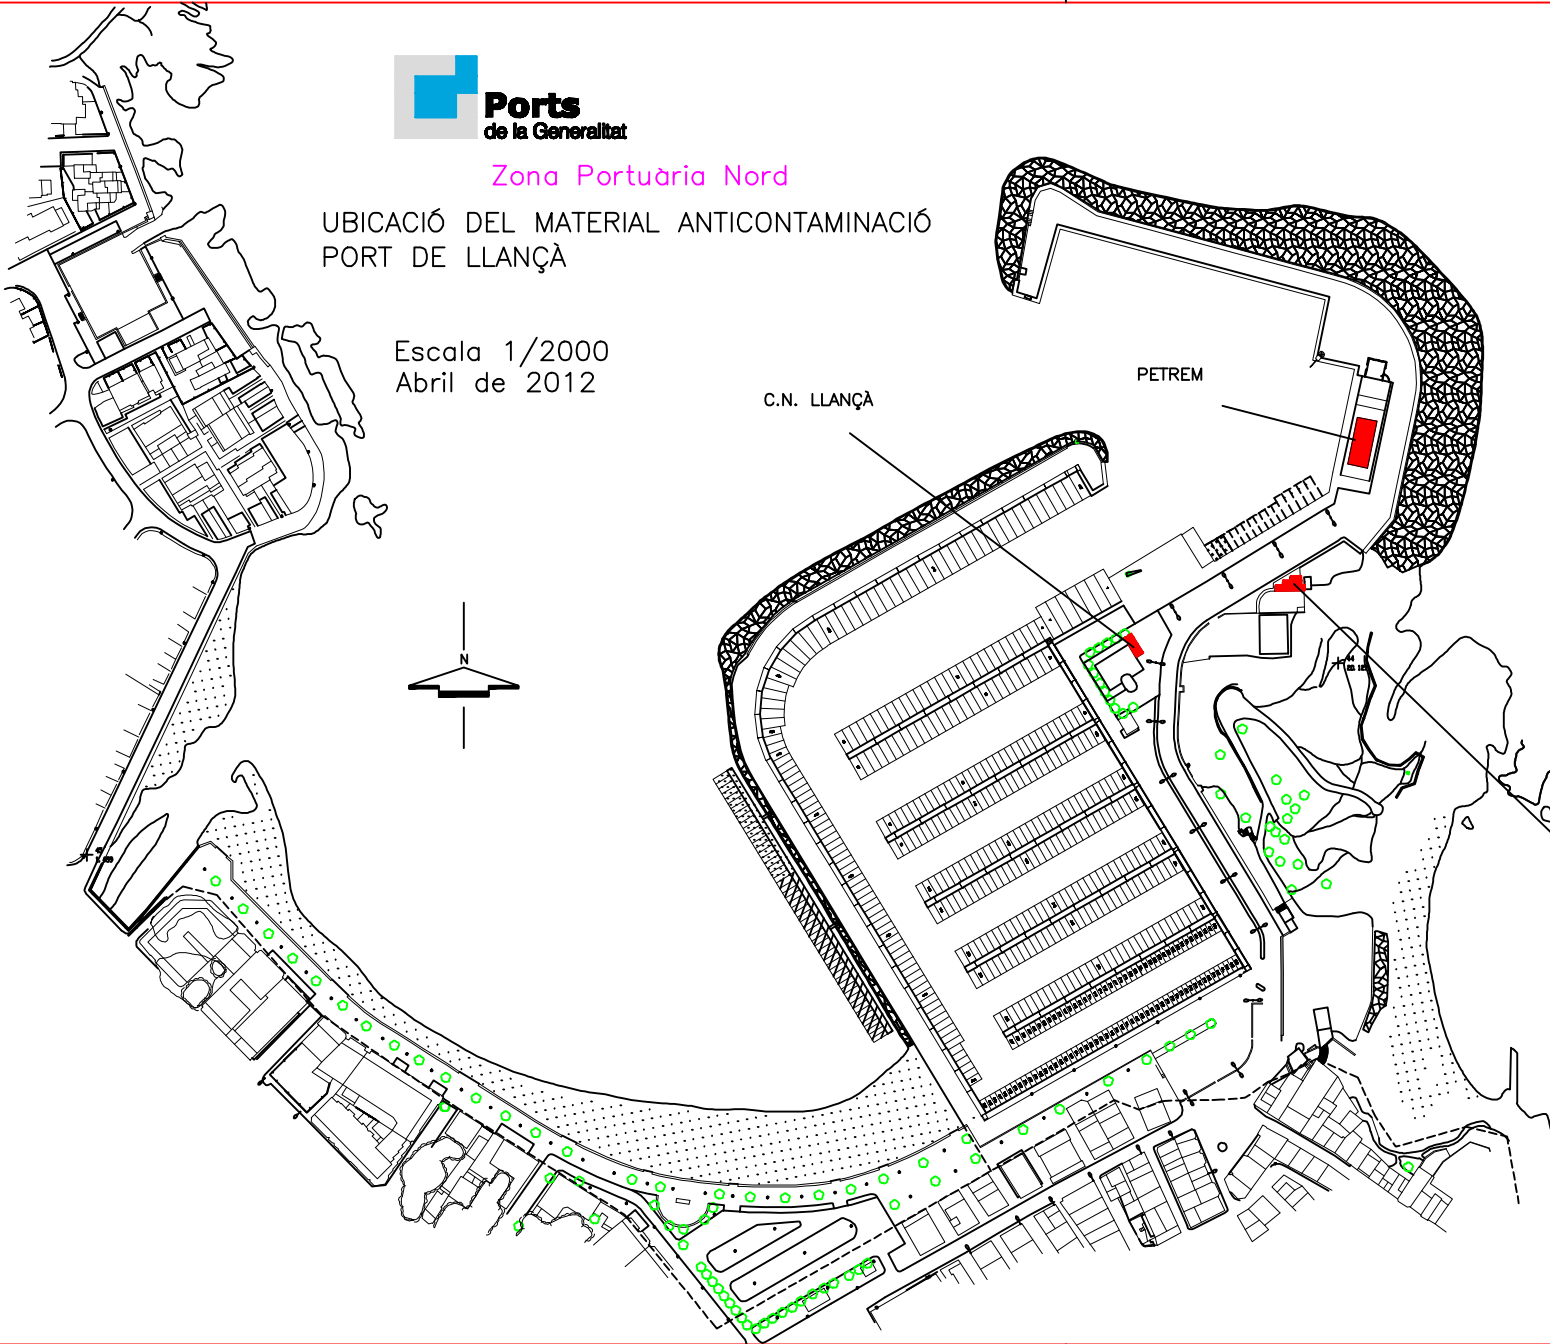 Ports
de la Generalitat
Zona Portuària Nord
UBICACIÓ DEL MATERIAL ANTICONTAMINACIÓ
PORT DE LLANÇÀ
Escala 1/2000
Abril de 2012
PETREM
C.N. LLANÇÀ
N